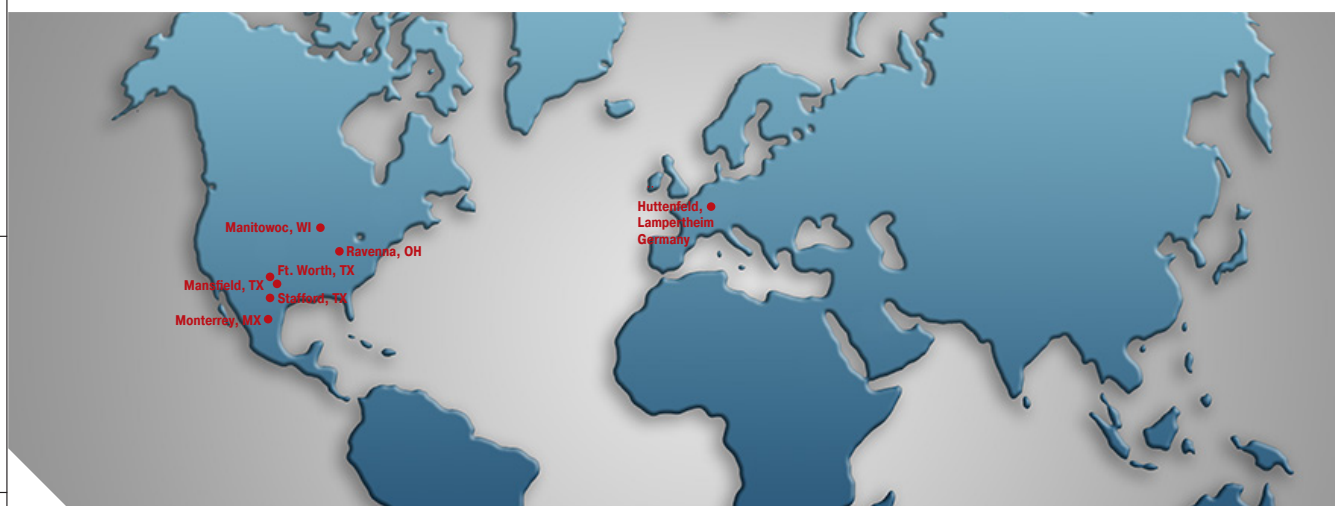 Manitowoc, WI
Ravenna, OH
Ft. Worth, TX
Mansfield, TX
Stafford, TX
Monterrey, MX
Huttenfeld,
Lampertheim
Germany